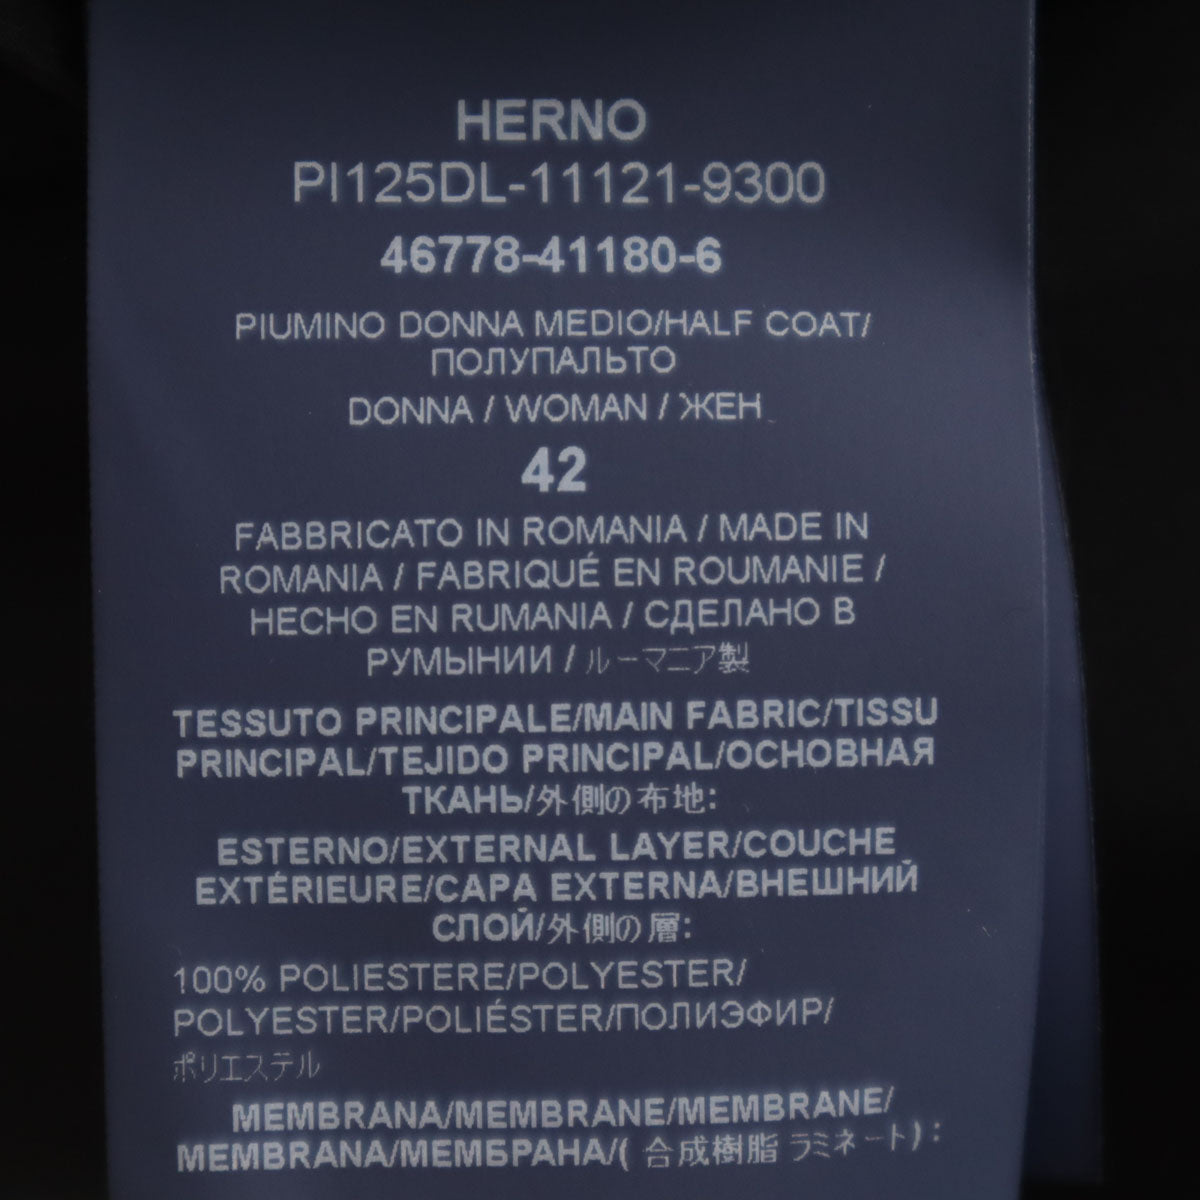 HERNO
PI125DL-11121-9300
46778-41180-6
PIUMINO DONNA MEDIO/HALF COAT/
ПОЛУПАЛЬТО
DONNA / WOMAN / ЖЕН
42
FABBRICATO IN ROMANIA / MADE IN
ROMANIA / FABRIQUÉ EN ROUMANIE /
HECHO EN RUMANIA / СДЕЛАНО В
РУМЫНИИ / ルーマニア製
TESSUTO PRINCIPALE/MAIN FABRIC/TISSU
PRINCIPAL/TEJIDO PRINCIPAL/ОСНОВНАЯ
ТКАНЬ/外側の布地:
ESTERNO/EXTERNAL LAYER/COUCHE
EXTÉRIEURE/CAPA EXTERNA/ВНЕШНИЙ
СЛОЙ/外側の層:
100% POLIESTERE/POLYESTER/
POLYESTER/POLIÉSTER/ПОЛИЭФИР/
ポリエステル
MEMBRANA/MEMBRANE/MEMBRANE/
MEMBRANA/МЕМБРАНА/( 合成樹脂 ラミネート) :